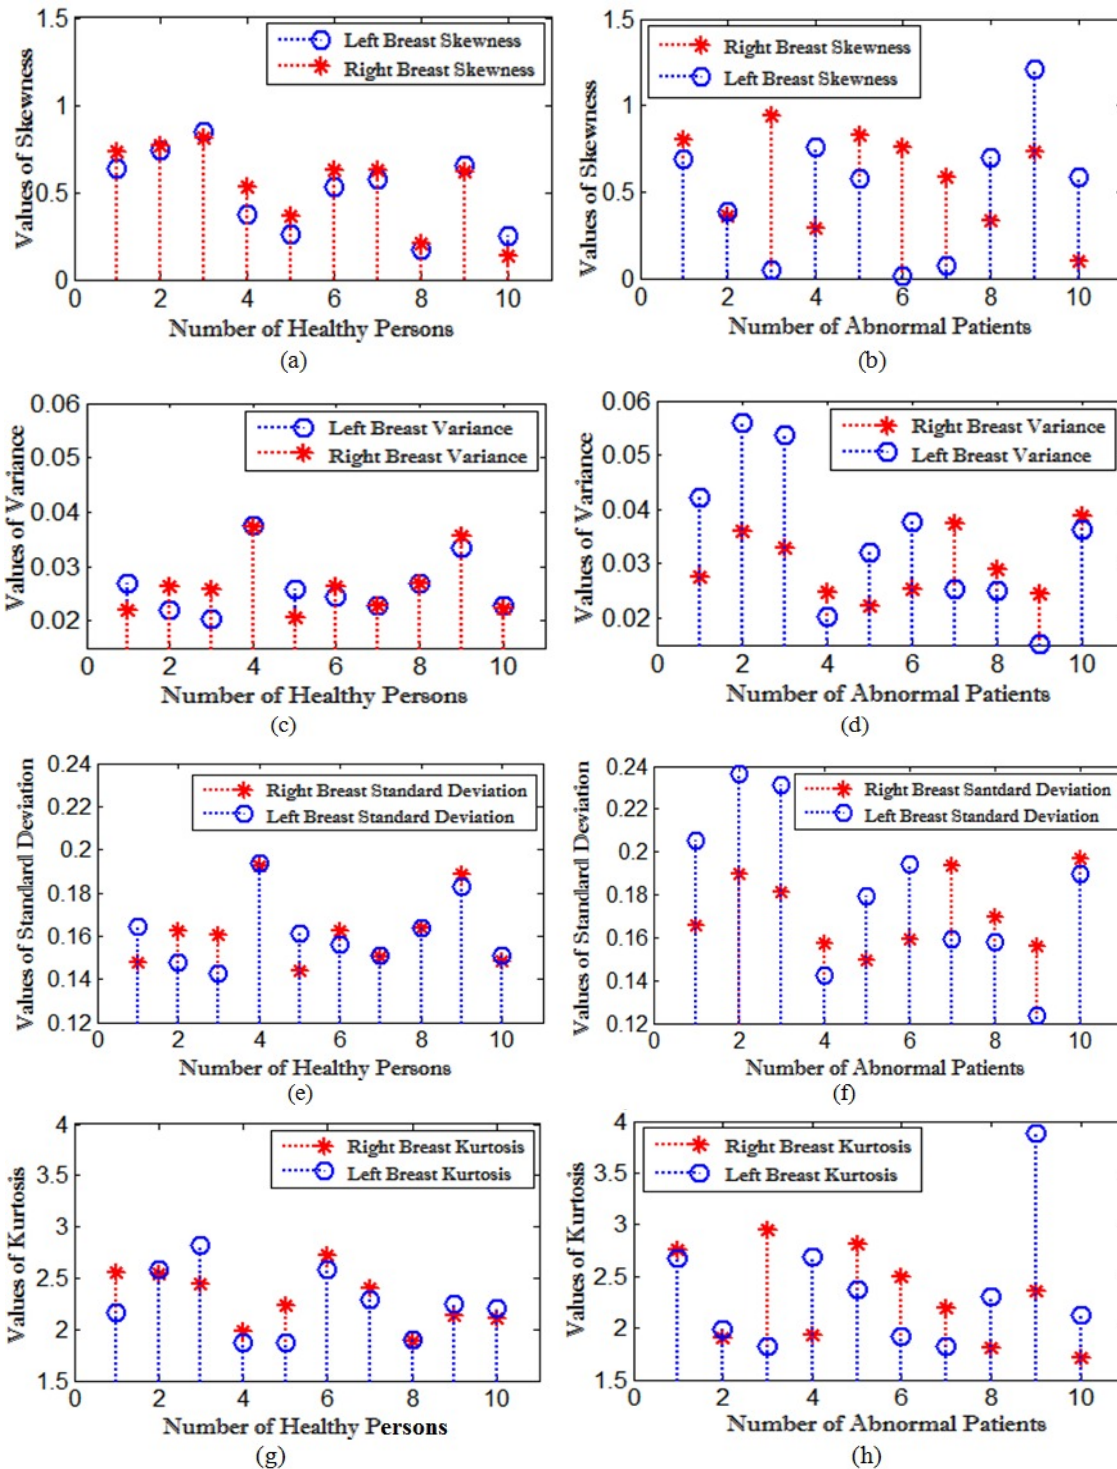 1.5
1
0.5
0
Values of Skewness
Left Breast Skewness
Right Breast Skewness
0 2 4 6 8 10
Number of Healthy Persons
(a)
1.5
1
0.5
0
Values of Skewness
Right Breast Skewness
Left Breast Skewness
0 2 4 6 8 10
Number of Abnormal Patients
(b)
0.06
0.05
0.04
0.03
0.02
Values of Variance
Left Breast Variance
Right Breast Variance
0 2 4 6 8 10
Number of Healthy Persons
(c)
0.06
0.05
0.04
0.03
0.02
Values of Variance
Right Breast Variance
Left Breast Variance
0 2 4 6 8 10
Number of Abnormal Patients
(d)
0.24
0.22
0.2
0.18
0.16
0.14
0.12
Values of Standard Deviation
Right Breast Standard Deviation
Left Breast Standard Deviation
0 2 4 6 8 10
Number of Healthy Persons
(e)
0.24
0.22
0.2
0.18
0.16
0.14
0.12
Values of Standard Deviation
Right Breast Santdard Deviation
Left Breast Standard Deviation
0 2 4 6 8 10
Number of Abnormal Patients
(f)
4
3.5
3
2.5
2
1.5
Values of Kurtosis
Right Breast Kurtosis
Left Breast Kurtosis
0 2 4 6 8 10
Number of Healthy Persons
(g)
4
3.5
3
2.5
2
1.5
Values of Kurtosis
Right Breast Kurtosis
Left Breast Kurtosis
0 2 4 6 8 10
Number of Abnormal Patients
(h)